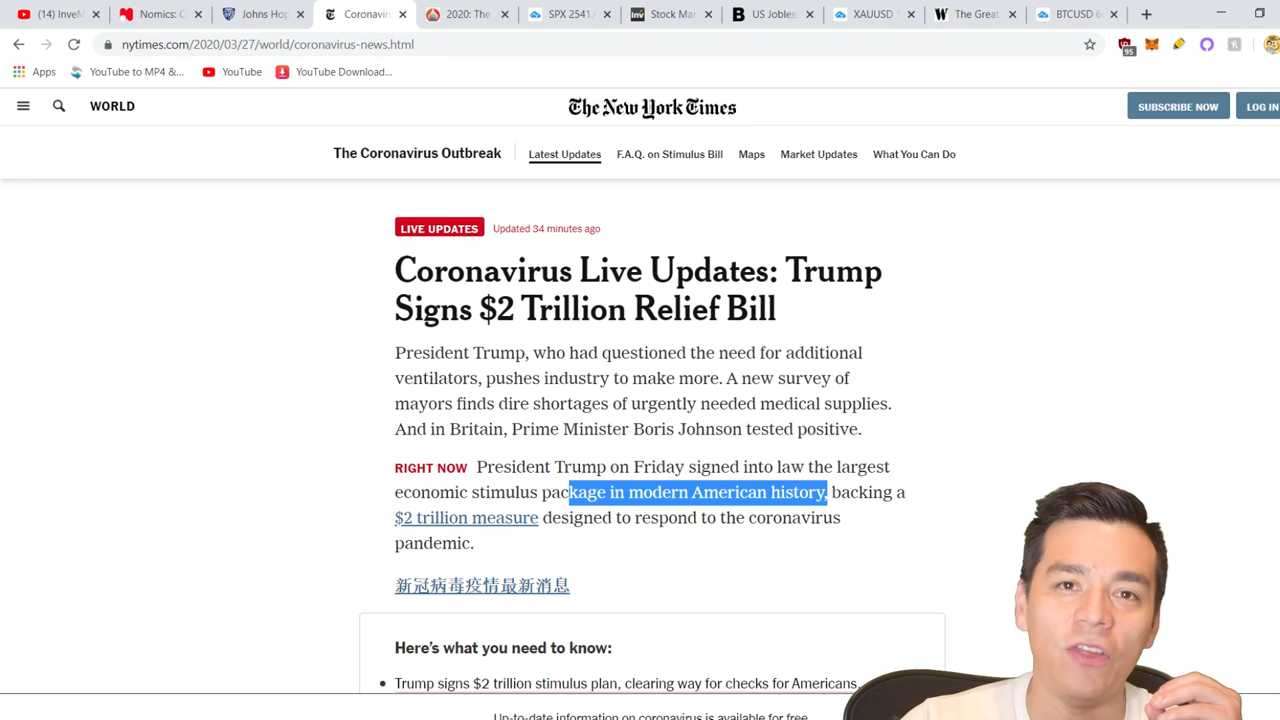 (14) InveM
Nomics: C
Johns Hop
Coronavir
2020: The
SPX 2541.
Stock Mar
US Jobles
XAUUSD 1
The Great
BTCUSD 6
nytimes.com/2020/03/27/world/coronavirus-news.html
95
Apps
YouTube to MP4 &...
YouTube
YouTube Download...
WORLD
The New York Times
SUBSCRIBE NOW
LOG IN
The Coronavirus Outbreak
Latest Updates
F.A.Q. on Stimulus Bill
Maps
Market Updates
What You Can Do
LIVE UPDATES
Updated 34 minutes ago
Coronavirus Live Updates: Trump
Signs $2 Trillion Relief Bill
President Trump, who had questioned the need for additional
ventilators, pushes industry to make more. A new survey of
mayors finds dire shortages of urgently needed medical supplies.
And in Britain, Prime Minister Boris Johnson tested positive.
RIGHT NOW President Trump on Friday signed into law the largest
economic stimulus package in modern American history, backing a
$2 trillion measure designed to respond to the coronavirus
pandemic.
新冠病毒疫情最新消息
Here's what you need to know:
Trump signs $2 trillion stimulus plan, clearing way for checks for Americans.
Up-to-date information on coronavirus is available for free